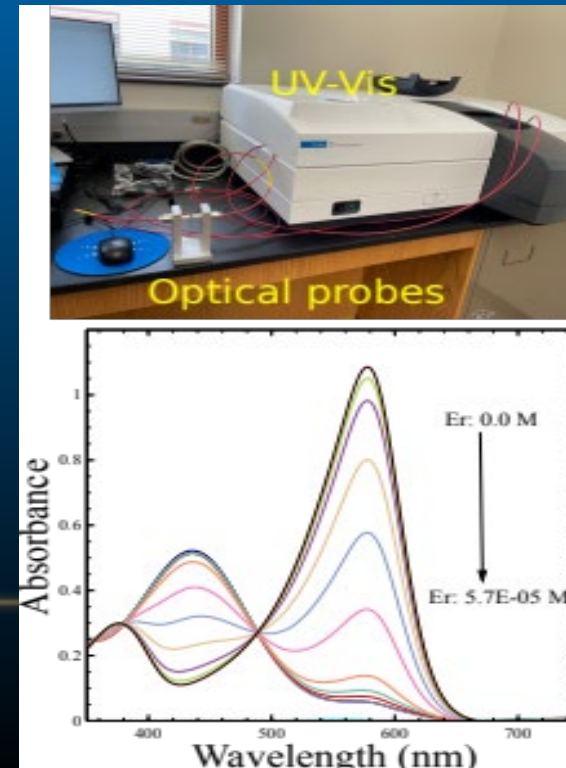 UV-Vis
Optical probes
1
0.8
0.6
0.4
0.2
0
Absorbance
Er: 0.0 M
Er: 5.7E-05 M
400 500 600 700
Wavelength (nm)